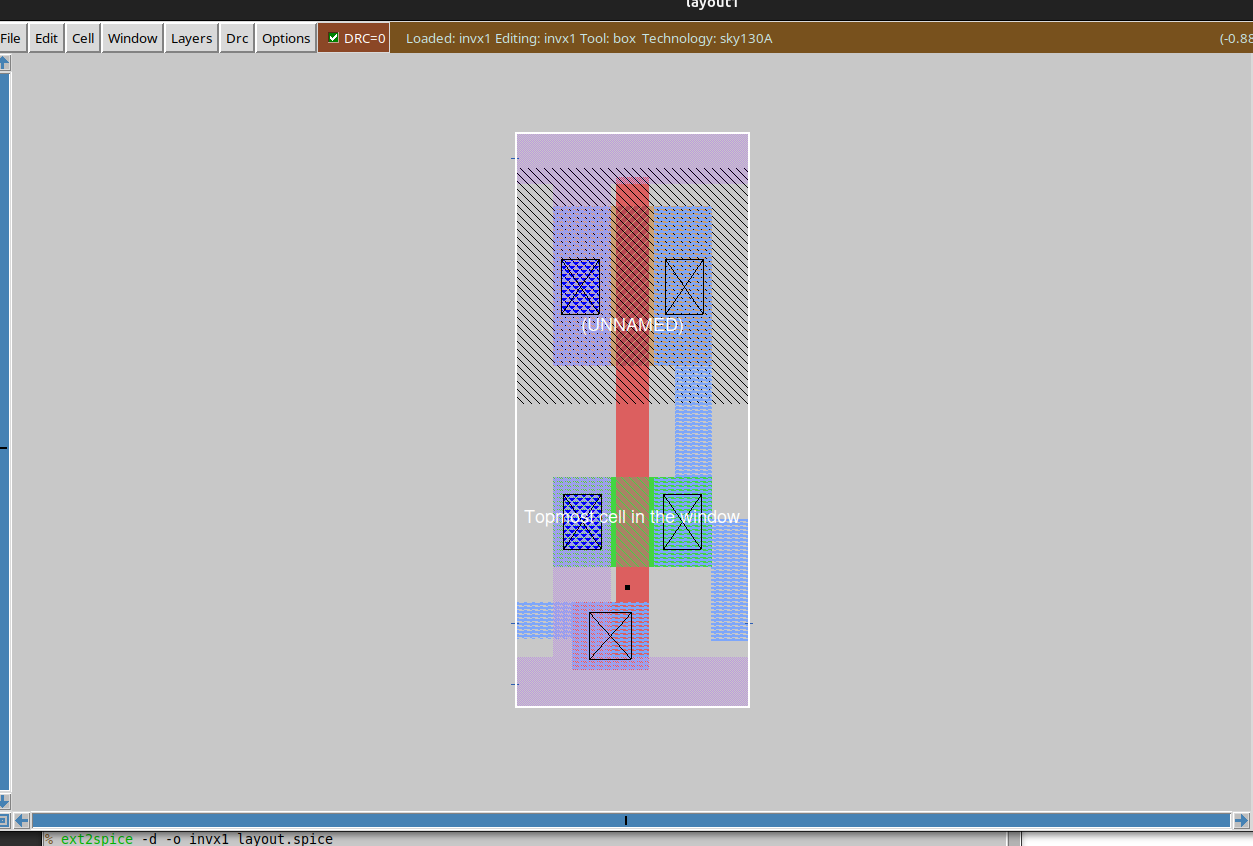 layout1
File Edit Cell Window Layers Drc Options DRC=0 Loaded: invx1 Editing: invx1 Tool: box Technology: sky130A (-0.88
(UNNAMED)
Topmost cell in the window
% ext2spice -d -o invx1_layout.spice